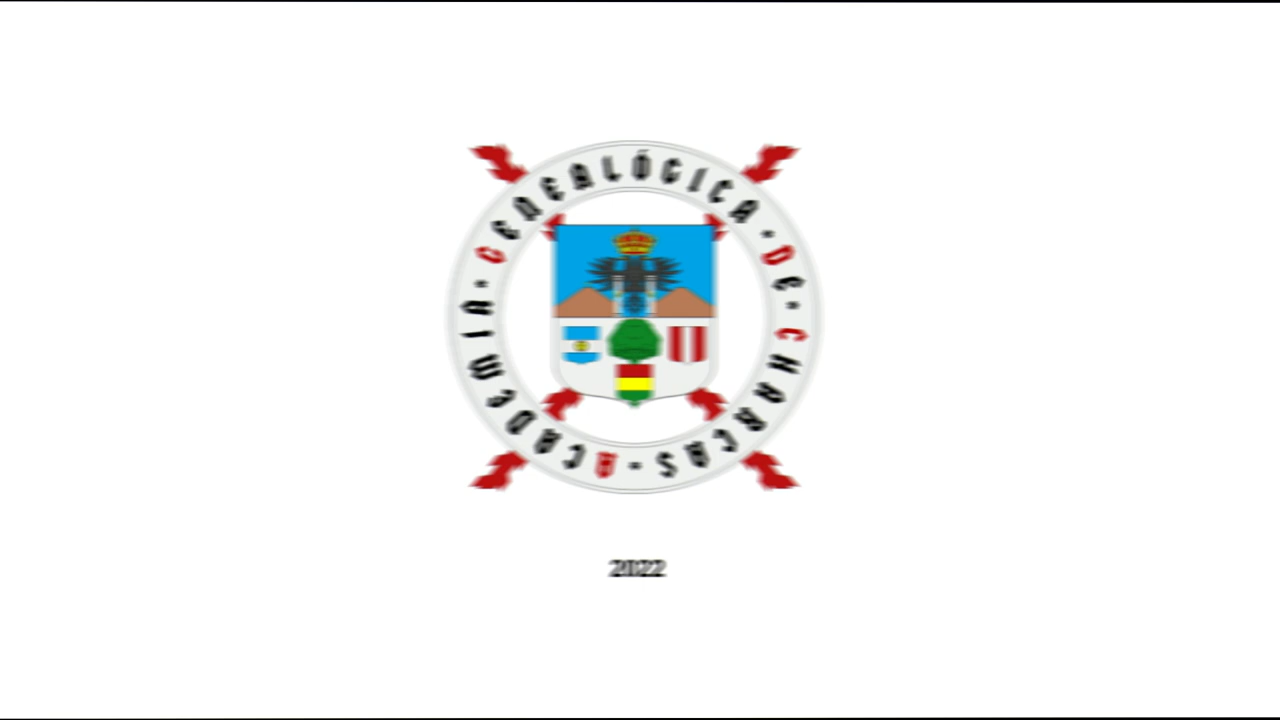 ACADEMIA · GENEALÓGICA · DE · CHARCAS ·
2022